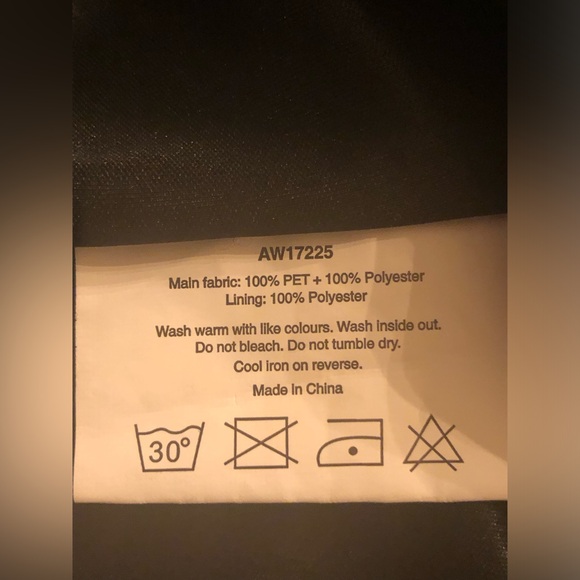 AW17225
Main fabric: 100% PET + 100% Polyester
Lining: 100% Polyester
Wash warm with like colours. Wash inside out.
Do not bleach. Do not tumble dry.
Cool iron on reverse.
Made in China
30°